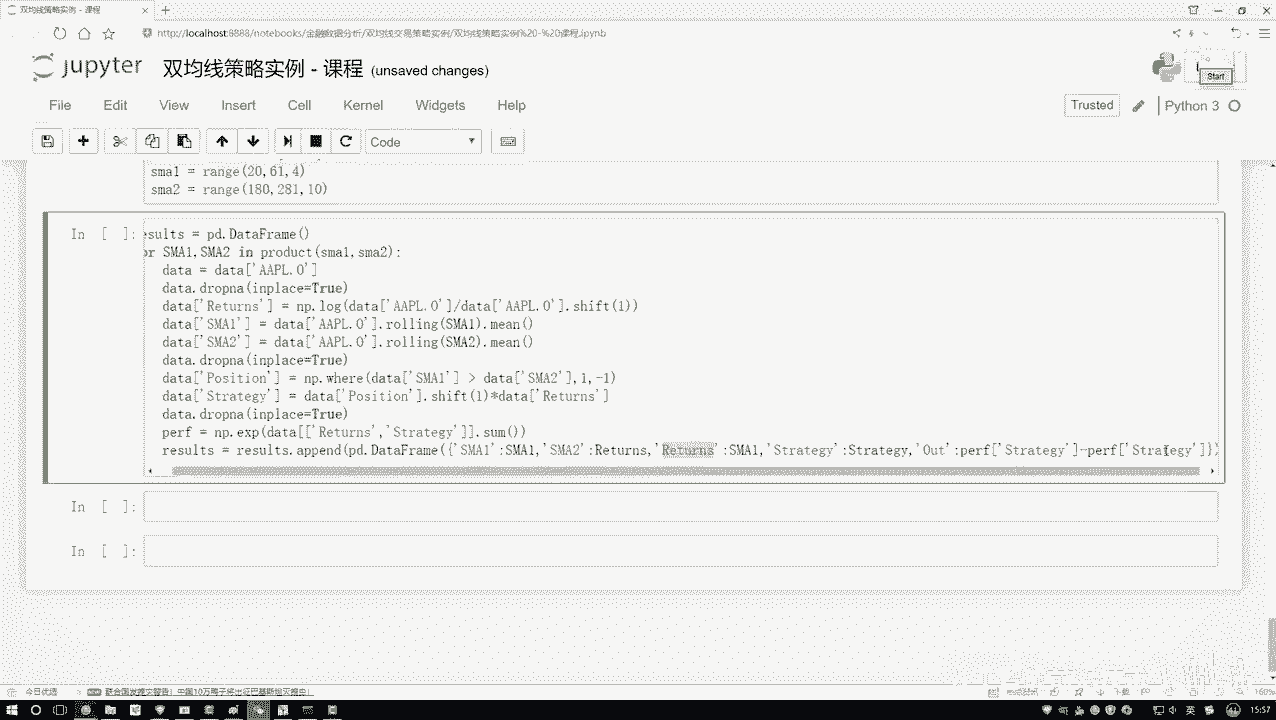 双均线策略实例 - 课程
http://localhost:8888/notebooks/金融数据分析/双均线交易策略实例/双均线策略实例%20-%20课程.ipynb
jupyter 双均线策略实例 - 课程 (unsaved changes)
Start
File Edit View Insert Cell Kernel Widgets Help
Trusted Python 3
Code
sma1 = range(20,61,4)
sma2 = range(180,281,10)
In [ ]: esults = pd.DataFrame()
or SMA1,SMA2 in product(sma1,sma2):
data = data['AAPL.O']
data.dropna(inplace=True)
data['Returns'] = np.log(data['AAPL.O']/data['AAPL.O'].shift(1))
data['SMA1'] = data['AAPL.O'].rolling(SMA1).mean()
data['SMA2'] = data['AAPL.O'].rolling(SMA2).mean()
data.dropna(inplace=True)
data['Position'] = np.where(data['SMA1'] > data['SMA2'],1,-1)
data['Strategy'] = data['Position'].shift(1)*data['Returns']
data.dropna(inplace=True)
perf = np.exp(data[['Returns','Strategy']].sum())
results = results.append(pd.DataFrame({'SMA1':SMA1,'SMA2':Returns,'Returns':SMA1,'Strategy':Strategy,'Out':perf['Strategy']-perf['Strategy']})
In [ ]:
In [ ]:
今日优选
160%
英
15:57